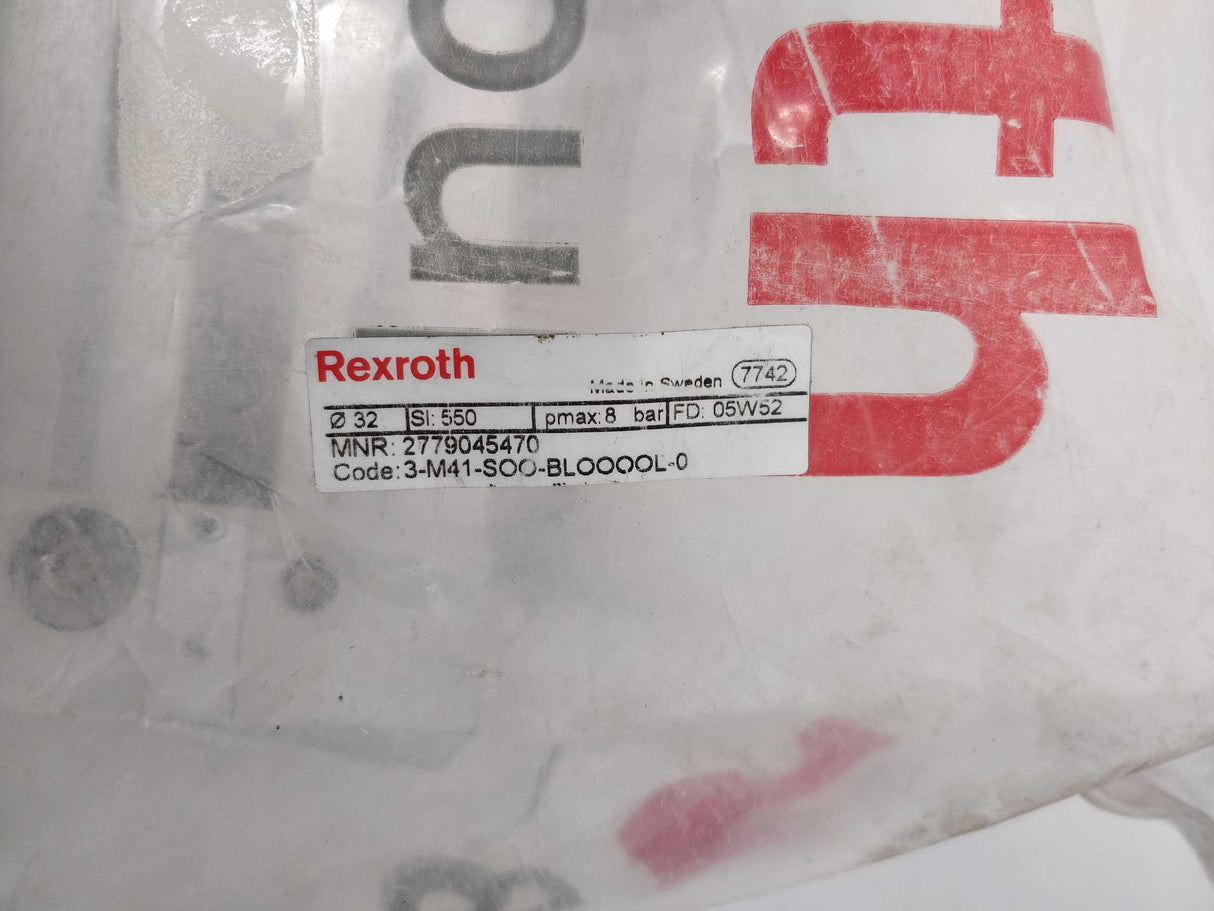 Rexroth
Made in Sweden 7742
Ø 32 SI: 550 pmax: 8 bar FD: 05W52
MNR: 2779045470
Code: 3-M41-SOO-BLOOOOL-0